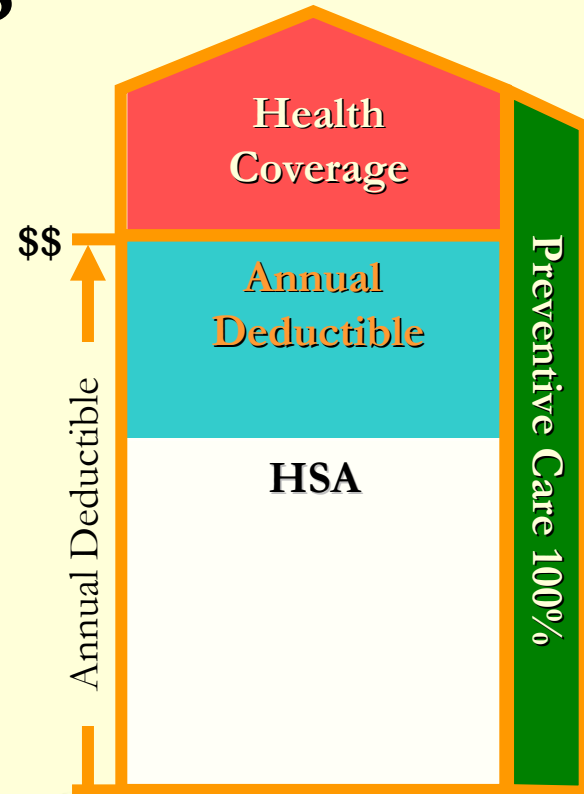 Health
Coverage
$$
Annual
Deductible
HSA
Annual Deductible
Preventive Care 100%